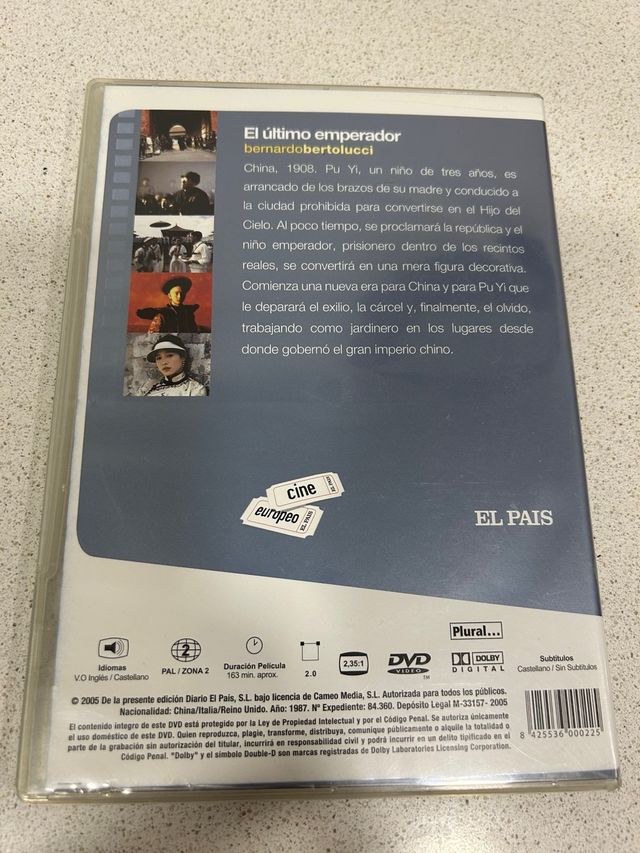 El último emperador
bernardobertolucci
China, 1908. Pu Yi, un niño de tres años, es
arrancado de los brazos de su madre y conducido a
la ciudad prohibida para convertirse en el Hijo del
Cielo. Al poco tiempo, se proclamará la república y el
niño emperador, prisionero dentro de los recintos
reales, se convertirá en una mera figura decorativa.
Comienza una nueva era para China y para Pu Yi que
le deparará el exilio, la cárcel y, finalmente, el olvido,
trabajando como jardinero en los lugares desde
donde gobernó el gran imperio chino.
cine
EL PAIS
europeo
EL PAIS
EL PAIS
Plural...
Idiomas
V.O Inglés / Castellano
2
PAL / ZONA 2
Duración Película
163 min. aprox.
2.0
2,35:1
DVD
VIDEO
TM
DOLBY
DIGITAL
Subtítulos
Castellano / Sin Subtítulos
© 2005 De la presente edición Diario El Pais, S.L. bajo licencia de Cameo Media, S.L. Autorizada para todos los públicos.
Nacionalidad: China/Italia/Reino Unido. Año: 1987. Nº Expediente: 84.360. Depósito Legal M-33157- 2005
El contenido integro de este DVD está protegido por la Ley de Propiedad Intelectual y por el Código Penal. Se autoriza únicamente
el uso doméstico de este DVD. Quien reproduzca, plagie, transforme, distribuya, comunique públicamente o alquile la totalidad o
parte de la grabación sin autorización del titular, incurrirá en responsabilidad civil y podrá incurrir en un delito tipificado en el
Código Penal. "Dolby" y el símbolo Double-D son marcas registradas de Dolby Laboratories Licensing Corporation.
8 425536 000225